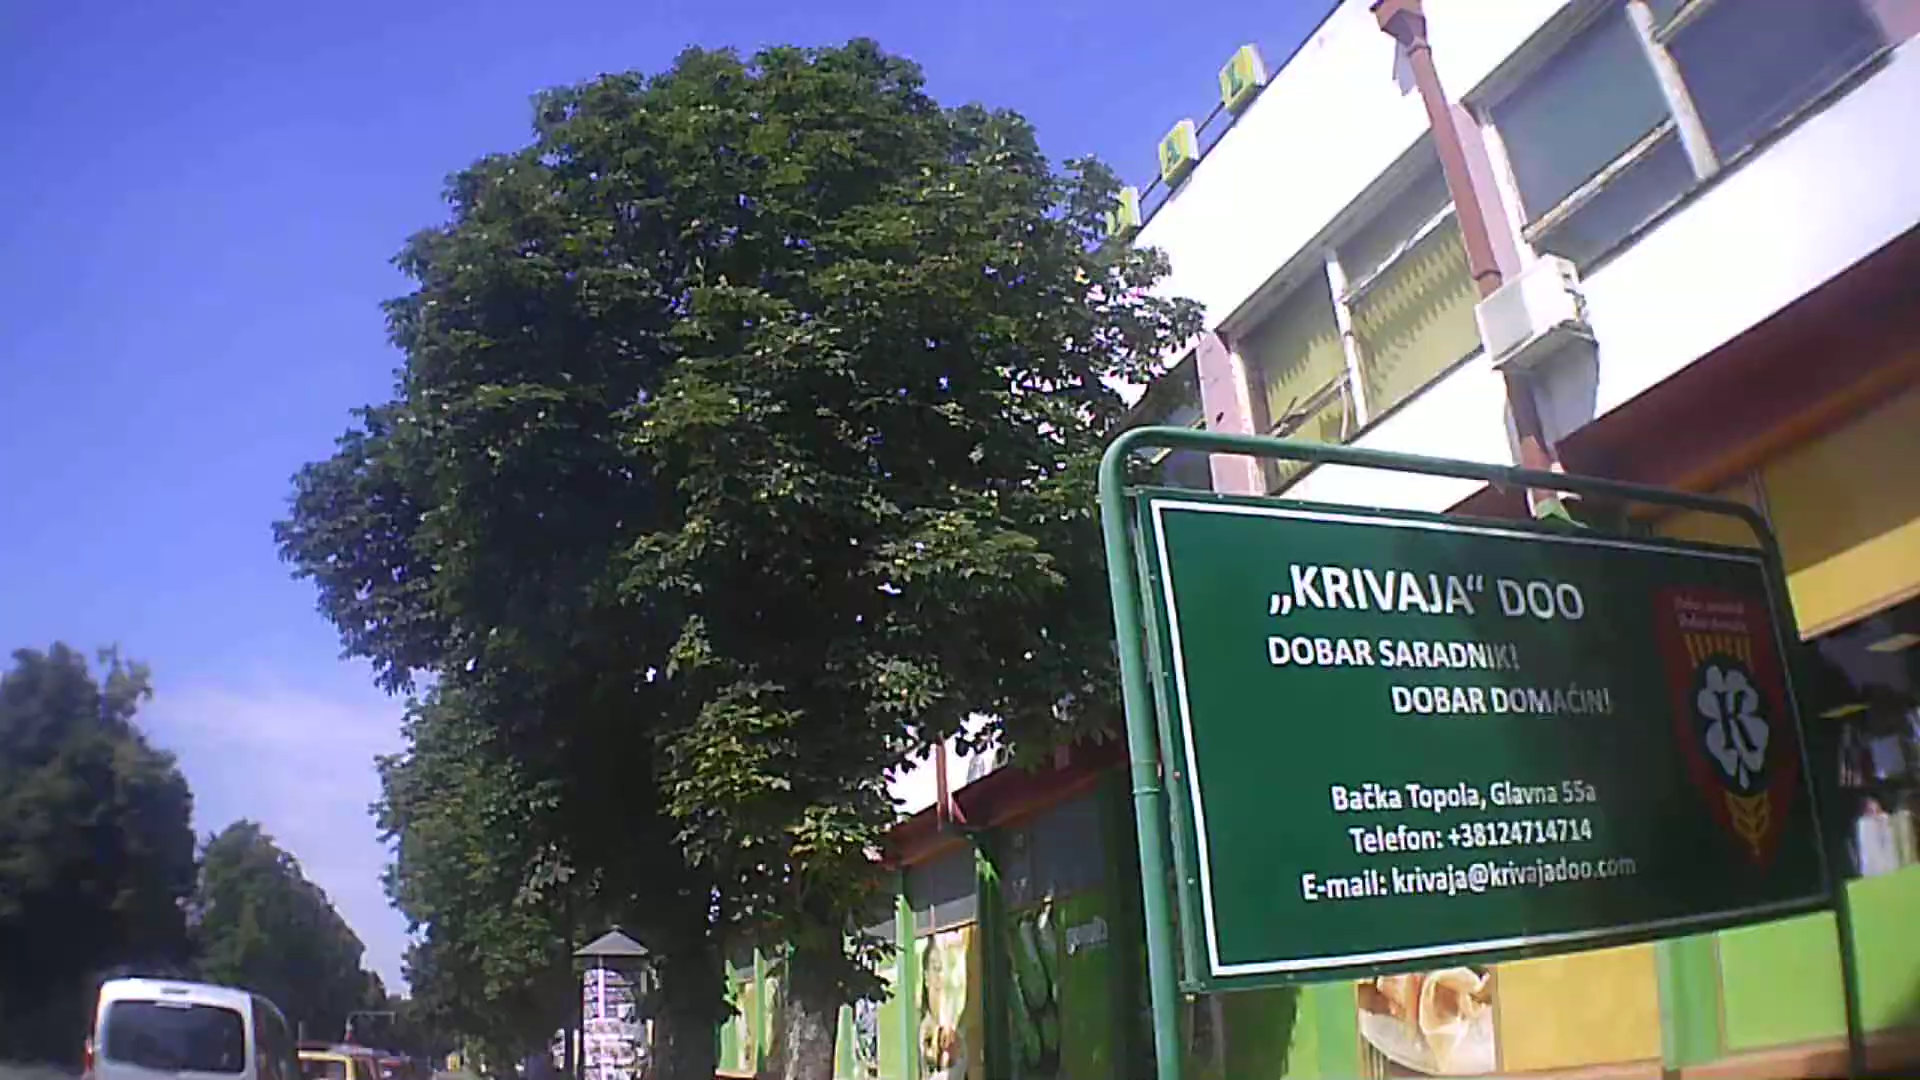 „KRIVAJA“ DOO
DOBAR SARADNIK!
DOBAR DOMAĆIN!
Bačka Topola, Glavna 55a
Telefon: +38124714714
E-mail: krivaja@krivajadoo.com
K
A L